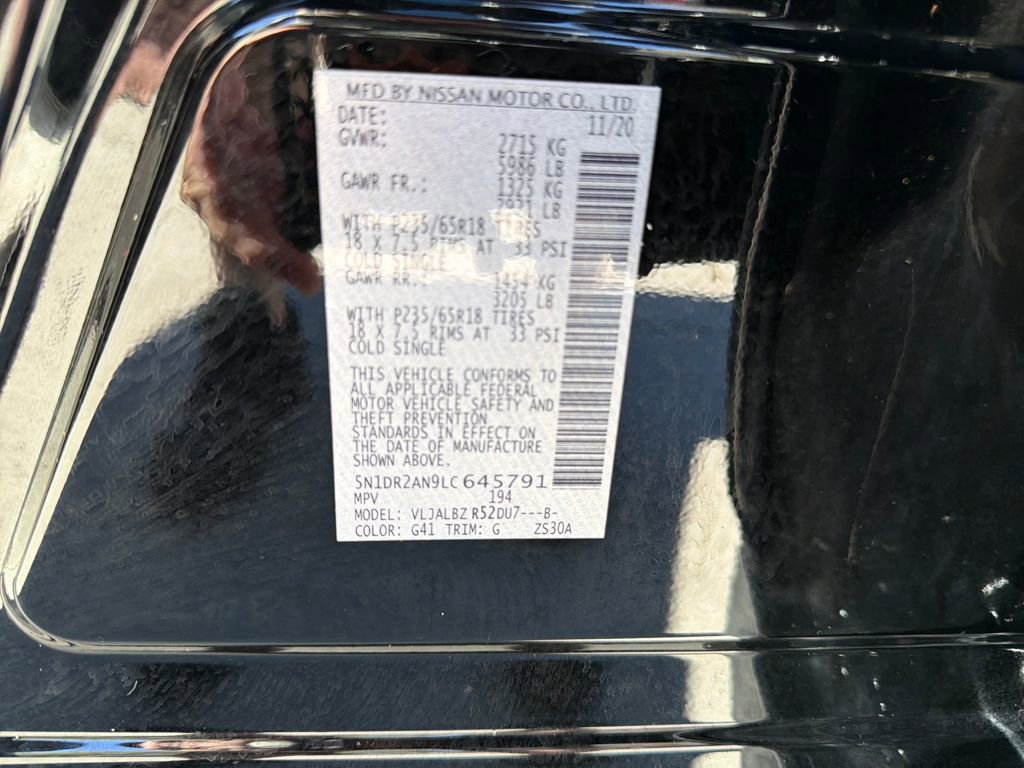 MFD BY NISSAN MOTOR CO., LTD.
DATE: 11/20
GVWR: 2715 KG
5986 LB
GAWR FR.: 1325 KG
2921 LB
WITH P235/65R18 TIRES
18 X 7.5 RIMS AT 33 PSI
COLD SINGLE
GAWR RR.: 1454 KG
3205 LB
WITH P235/65R18 TIRES
18 X 7.5 RIMS AT 33 PSI
COLD SINGLE
THIS VEHICLE CONFORMS TO
ALL APPLICABLE FEDERAL
MOTOR VEHICLE SAFETY AND
THEFT PREVENTION
STANDARDS IN EFFECT ON
THE DATE OF MANUFACTURE
SHOWN ABOVE.
5N1DR2AN9LC645791
MPV 194
MODEL: VLJALBZ R52DU7---B-
COLOR: G41 TRIM: G ZS30A